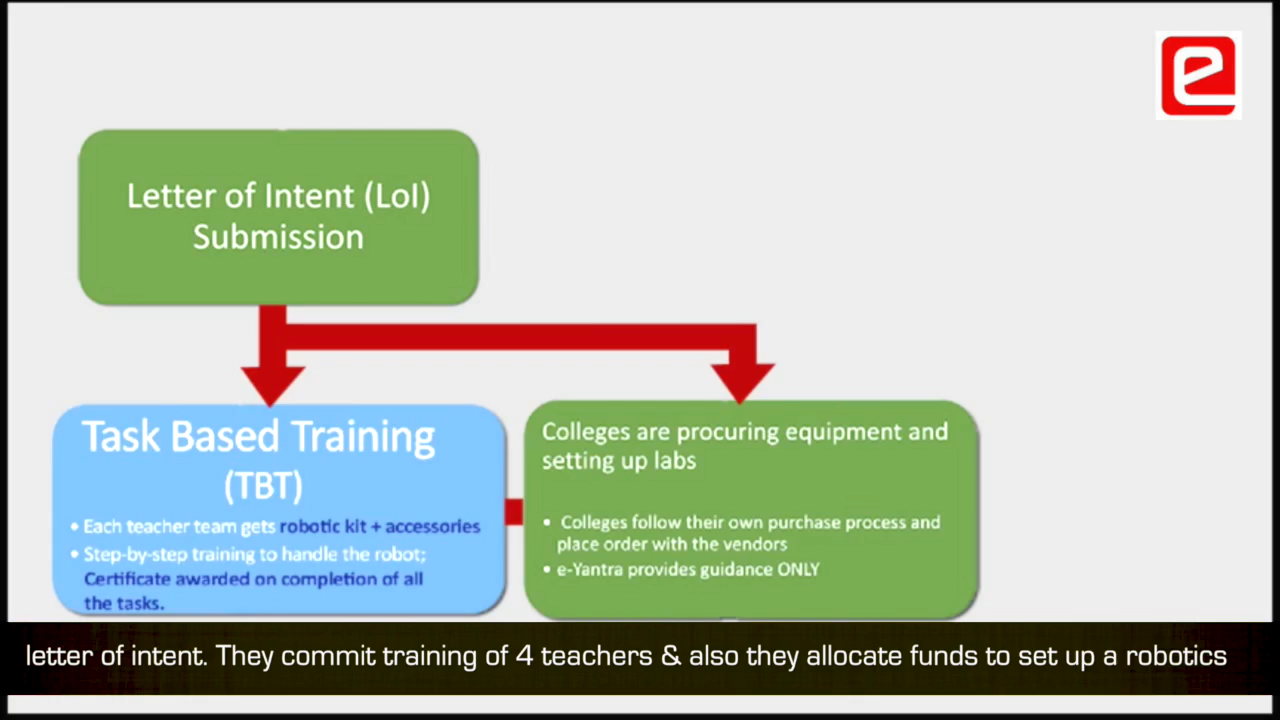 e
Letter of Intent (LoI)
Submission
Task Based Training
(TBT)
• Each teacher team gets robotic kit + accessories
• Step-by-step training to handle the robot;
Certificate awarded on completion of all
the tasks.
Colleges are procuring equipment and
setting up labs
• Colleges follow their own purchase process and
place order with the vendors
• e-Yantra provides guidance ONLY
letter of intent. They commit training of 4 teachers & also they allocate funds to set up a robotics